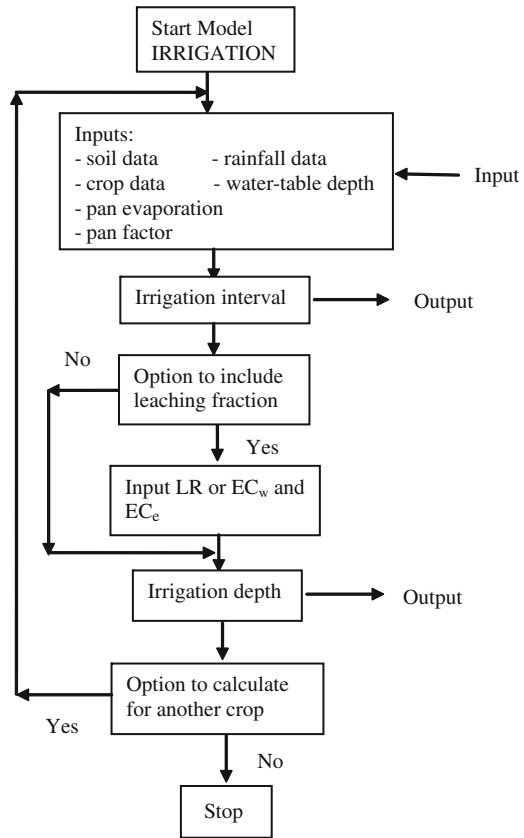 Start Model
IRRIGATION
Inputs:
- soil data - rainfall data
- crop data - water-table depth
- pan evaporation
- pan factor
Input
Irrigation interval
Output
No
Option to include
leaching fraction
Yes
Input LR or ECw and
ECe
Irrigation depth
Output
Option to calculate
for another crop
Yes
No
Stop